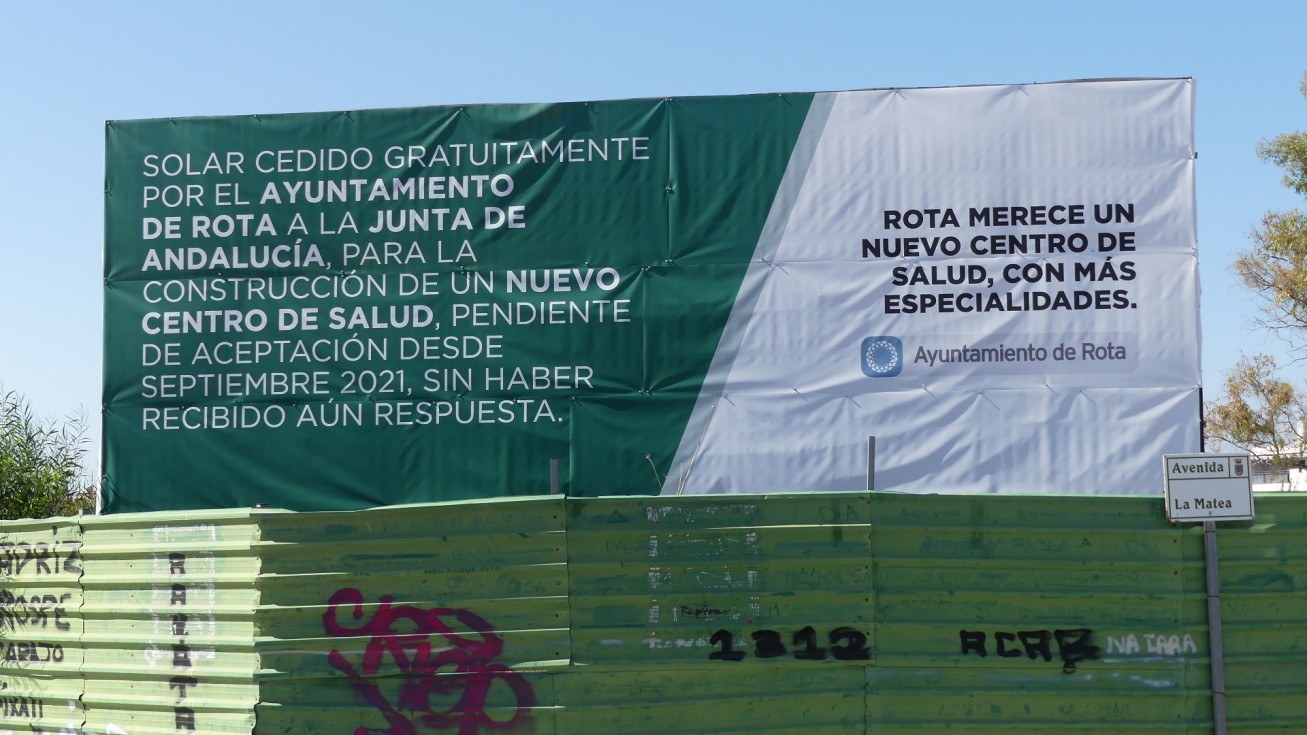 SOLAR CEDIDO GRATUITAMENTE
POR EL AYUNTAMIENTO
DE ROTA A LA JUNTA DE
ANDALUCÍA, PARA LA
CONSTRUCCIÓN DE UN NUEVO
CENTRO DE SALUD, PENDIENTE
DE ACEPTACIÓN DESDE
SEPTIEMBRE 2021, SIN HABER
RECIBIDO AÚN RESPUESTA.
ROTA MERECE UN
NUEVO CENTRO DE
SALUD, CON MÁS
ESPECIALIDADES.
Ayuntamiento de Rota
Avenida
La Matea
1312
ACAB